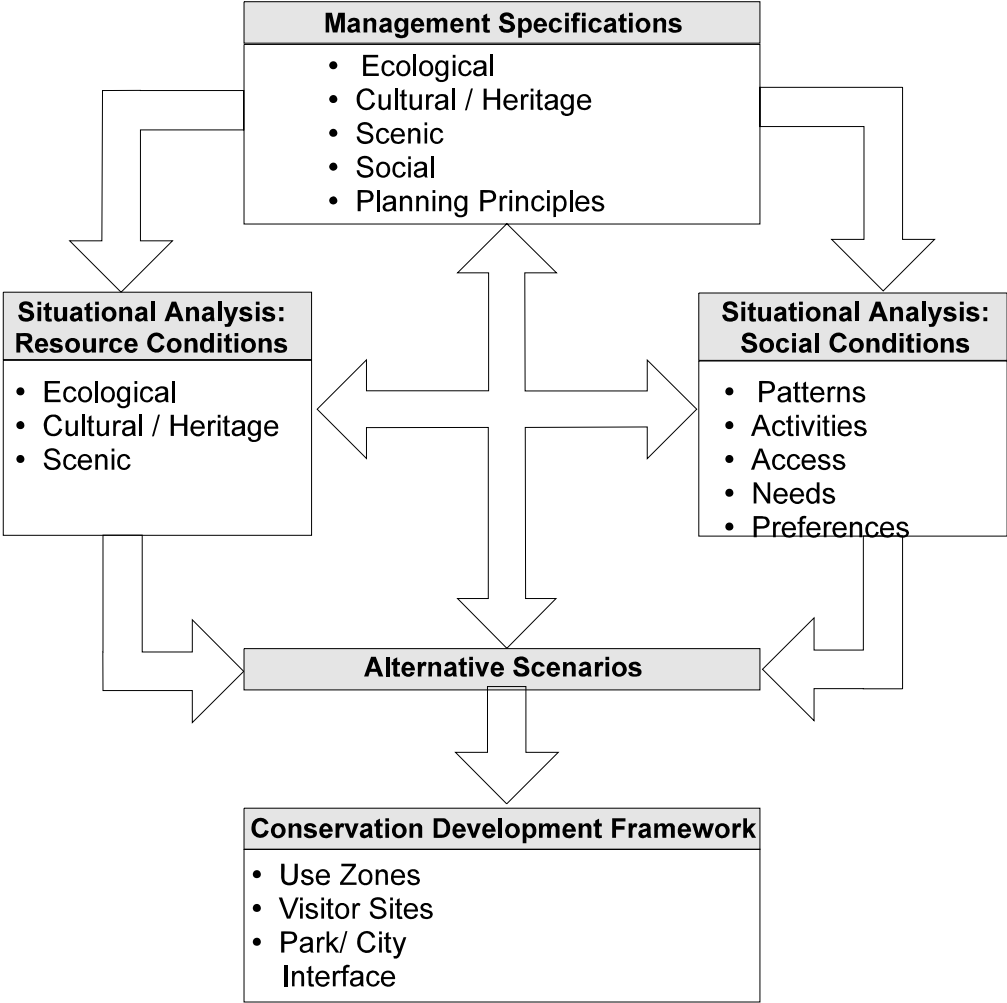 Management Specifications
• Ecological
• Cultural / Heritage
• Scenic
• Social
• Planning Principles
Situational Analysis:
Resource Conditions
• Ecological
• Cultural / Heritage
• Scenic
Situational Analysis:
Social Conditions
• Patterns
• Activities
• Access
• Needs
• Preferences
Alternative Scenarios
Conservation Development Framework
• Use Zones
• Visitor Sites
• Park/ City
Interface